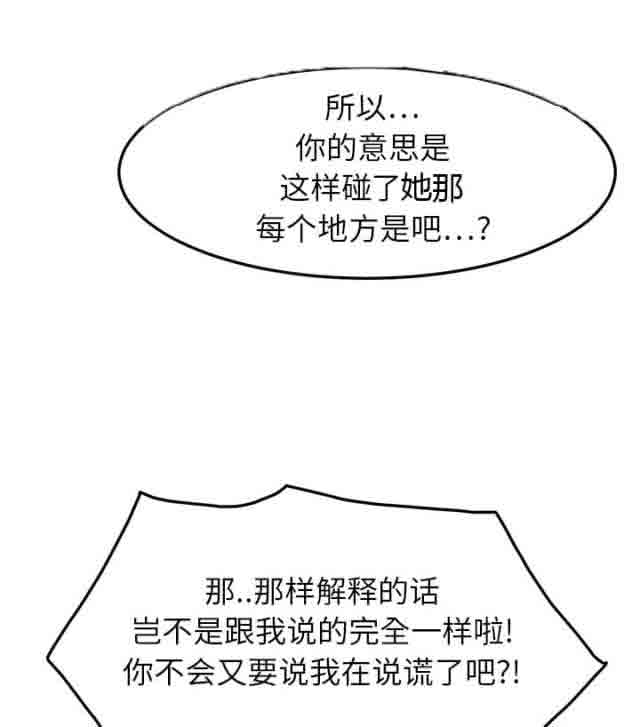 所以...
你的意思是
这样碰了她那
每个地方是吧...?
那..那样解释的话
岂不是跟我说的完全一样啦!
你不会又要说我在说谎了吧?!